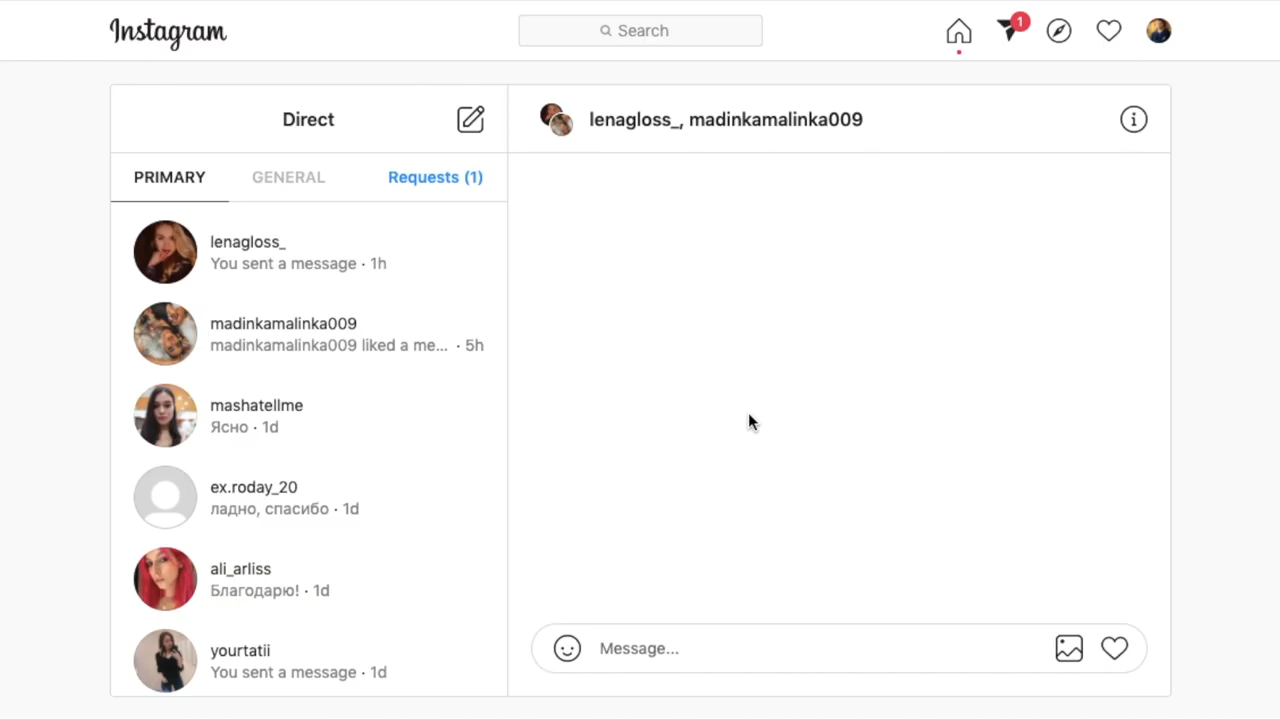 Instagram
Search
1
Direct
lenagloss_, madinkamalinka009
PRIMARY
GENERAL
Requests (1)
lenagloss_
You sent a message · 1h
madinkamalinka009
madinkamalinka009 liked a me... · 5h
mashatellme
Ясно · 1d
ex.roday_20
ладно, спасибо · 1d
ali_arliss
Благодарю! · 1d
yourtatii
You sent a message · 1d
Message...